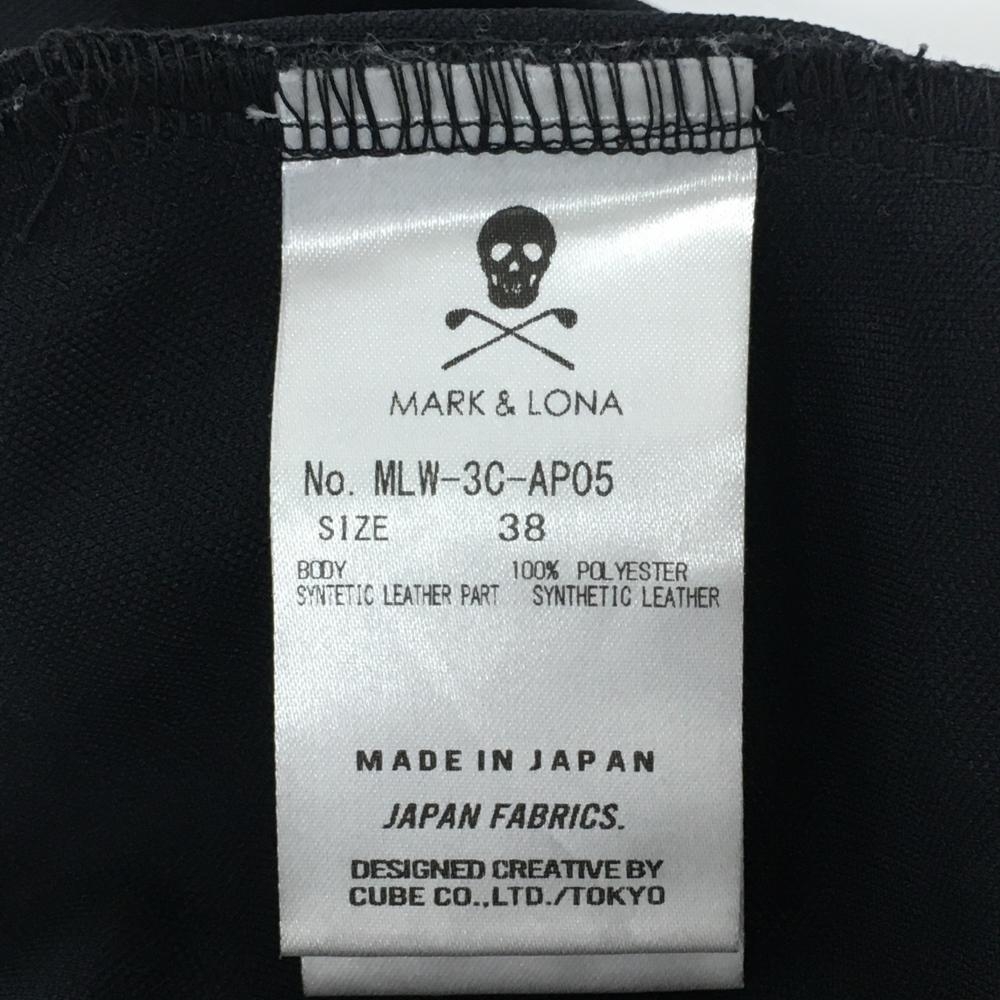 MARK & LONA
No. MLW-3C-AP05
SIZE 38
BODY 100% POLYESTER
SYNTETIC LEATHER PART SYNTHETIC LEATHER
MADE IN JAPAN
JAPAN FABRICS.
DESIGNED CREATIVE BY
CUBE CO.,LTD./TOKYO